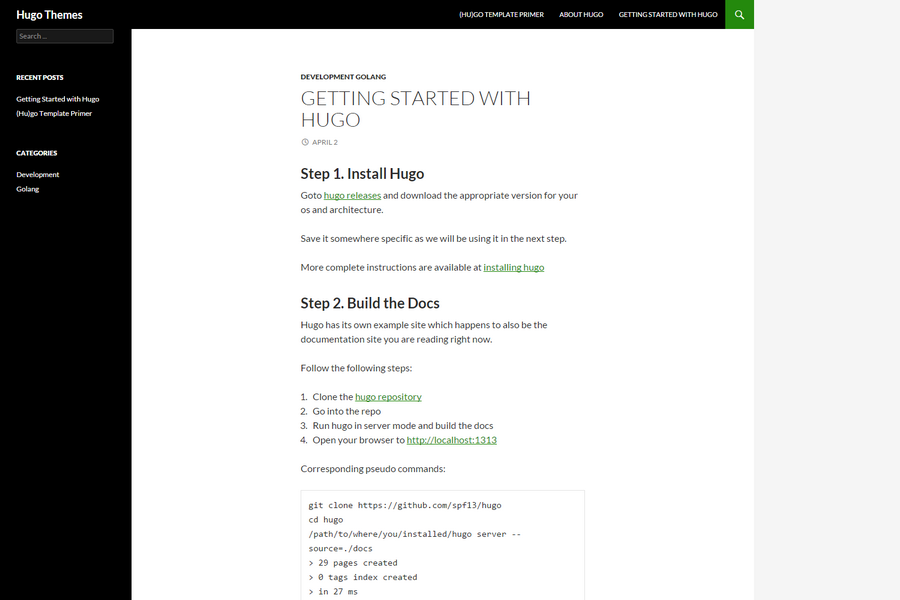 Hugo Themes
(HU)GO TEMPLATE PRIMER ABOUT HUGO GETTING STARTED WITH HUGO
Search ...
RECENT POSTS
Getting Started with Hugo
(Hu)go Template Primer
CATEGORIES
Development
Golang
DEVELOPMENT GOLANG
GETTING STARTED WITH
HUGO
APRIL 2
Step 1. Install Hugo
Goto hugo releases and download the appropriate version for your
os and architecture.
Save it somewhere specific as we will be using it in the next step.
More complete instructions are available at installing hugo
Step 2. Build the Docs
Hugo has its own example site which happens to also be the
documentation site you are reading right now.
Follow the following steps:
1. Clone the hugo repository
2. Go into the repo
3. Run hugo in server mode and build the docs
4. Open your browser to http://localhost:1313
Corresponding pseudo commands:
git clone https://github.com/spf13/hugo
cd hugo
/path/to/where/you/installed/hugo server --
source=./docs
> 29 pages created
> 0 tags index created
> in 27 ms